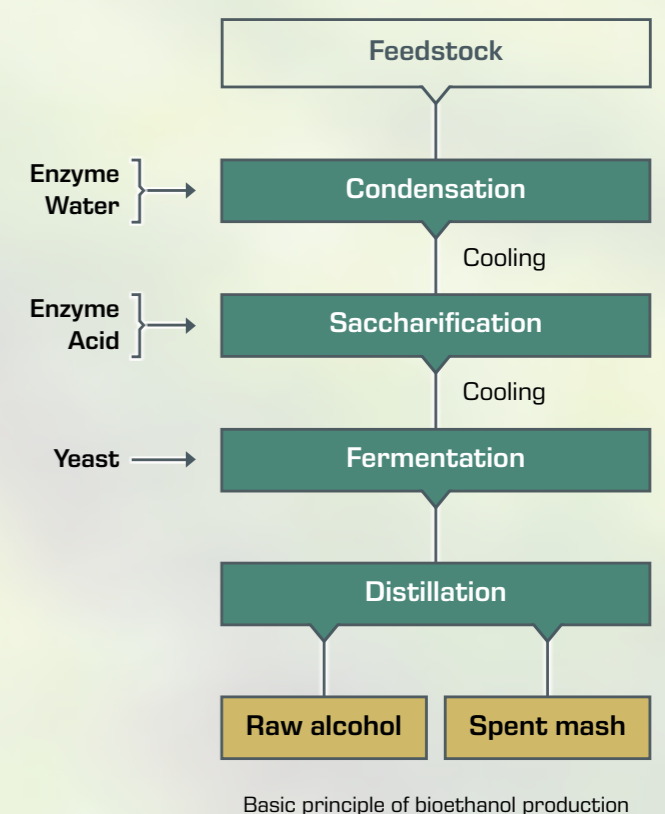 Feedstock
Enzyme
Water
Condensation
Cooling
Enzyme
Acid
Saccharification
Cooling
Yeast
Fermentation
Distillation
Raw alcohol
Spent mash
Basic principle of bioethanol production